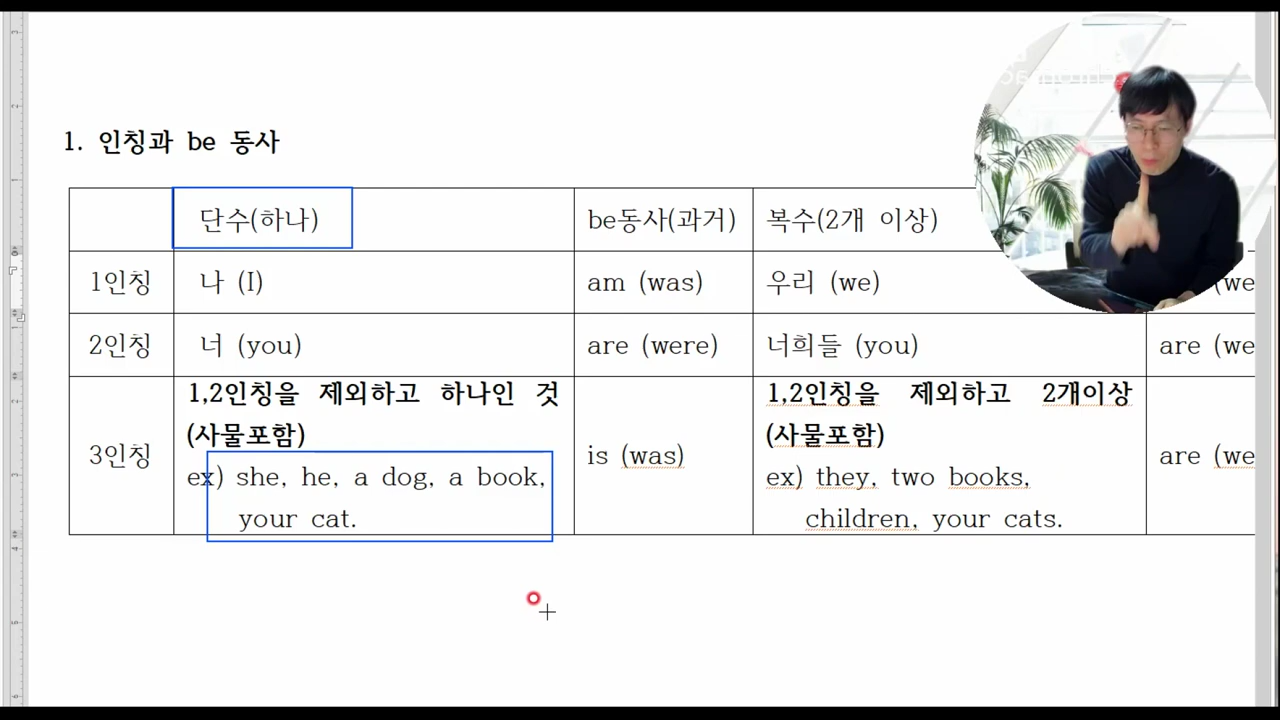 1. 인칭과 be 동사
단수(하나) be동사(과거) 복수(2개 이상)
1인칭 나 (I) am (was) 우리 (we) (we
2인칭 너 (you) are (were) 너희들 (you) are (we
3인칭 1,2인칭을 제외하고 하나인 것 is (was) 1,2인칭을 제외하고 2개이상 are (we
(사물포함) (사물포함)
ex) she, he, a dog, a book, ex) they, two books,
your cat. children, your cats.